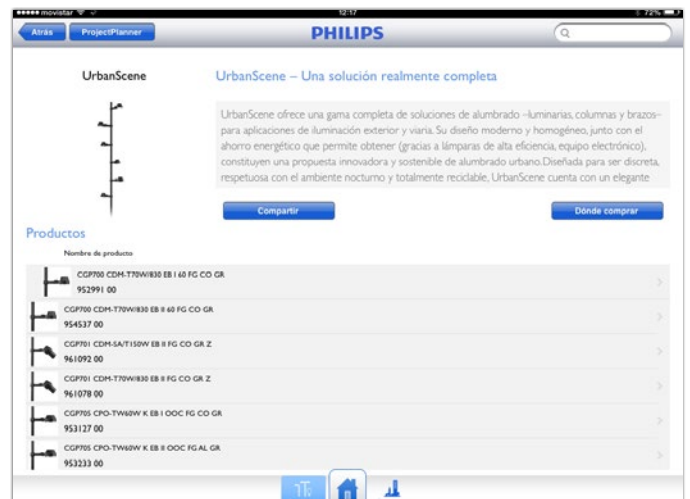 movistar 12:17 72%
Atrás ProjectPlanner PHILIPS
UrbanScene
UrbanScene – Una solución realmente completa
UrbanScene ofrece una gama completa de soluciones de alumbrado –luminarias, columnas y brazos–
para aplicaciones de iluminación exterior y viaria. Su diseño moderno y homogéneo, junto con el
ahorro energético que permite obtener (gracias a lámparas de alta eficiencia, equipo electrónico),
constituyen una propuesta innovadora y sostenible de alumbrado urbano.Diseñada para ser discreta,
respetuosa con el ambiente nocturno y totalmente reciclable, UrbanScene cuenta con un elegante
Compartir Dónde comprar
Productos
Nombre de producto
CGP700 CDM-T70W/830 EB I 60 FG CO GR
952991 00
CGP700 CDM-T70W/830 EB II 60 FG CO GR
954537 00
CGP701 CDM-SA/T150W EB II FG CO GR Z
961092 00
CGP701 CDM-T70W/830 EB II FG CO GR Z
961078 00
CGP705 CPO-TW60W K EB I OOC FG CO GR
953127 00
CGP705 CPO-TW60W K EB II OOC FG AL GR
953233 00